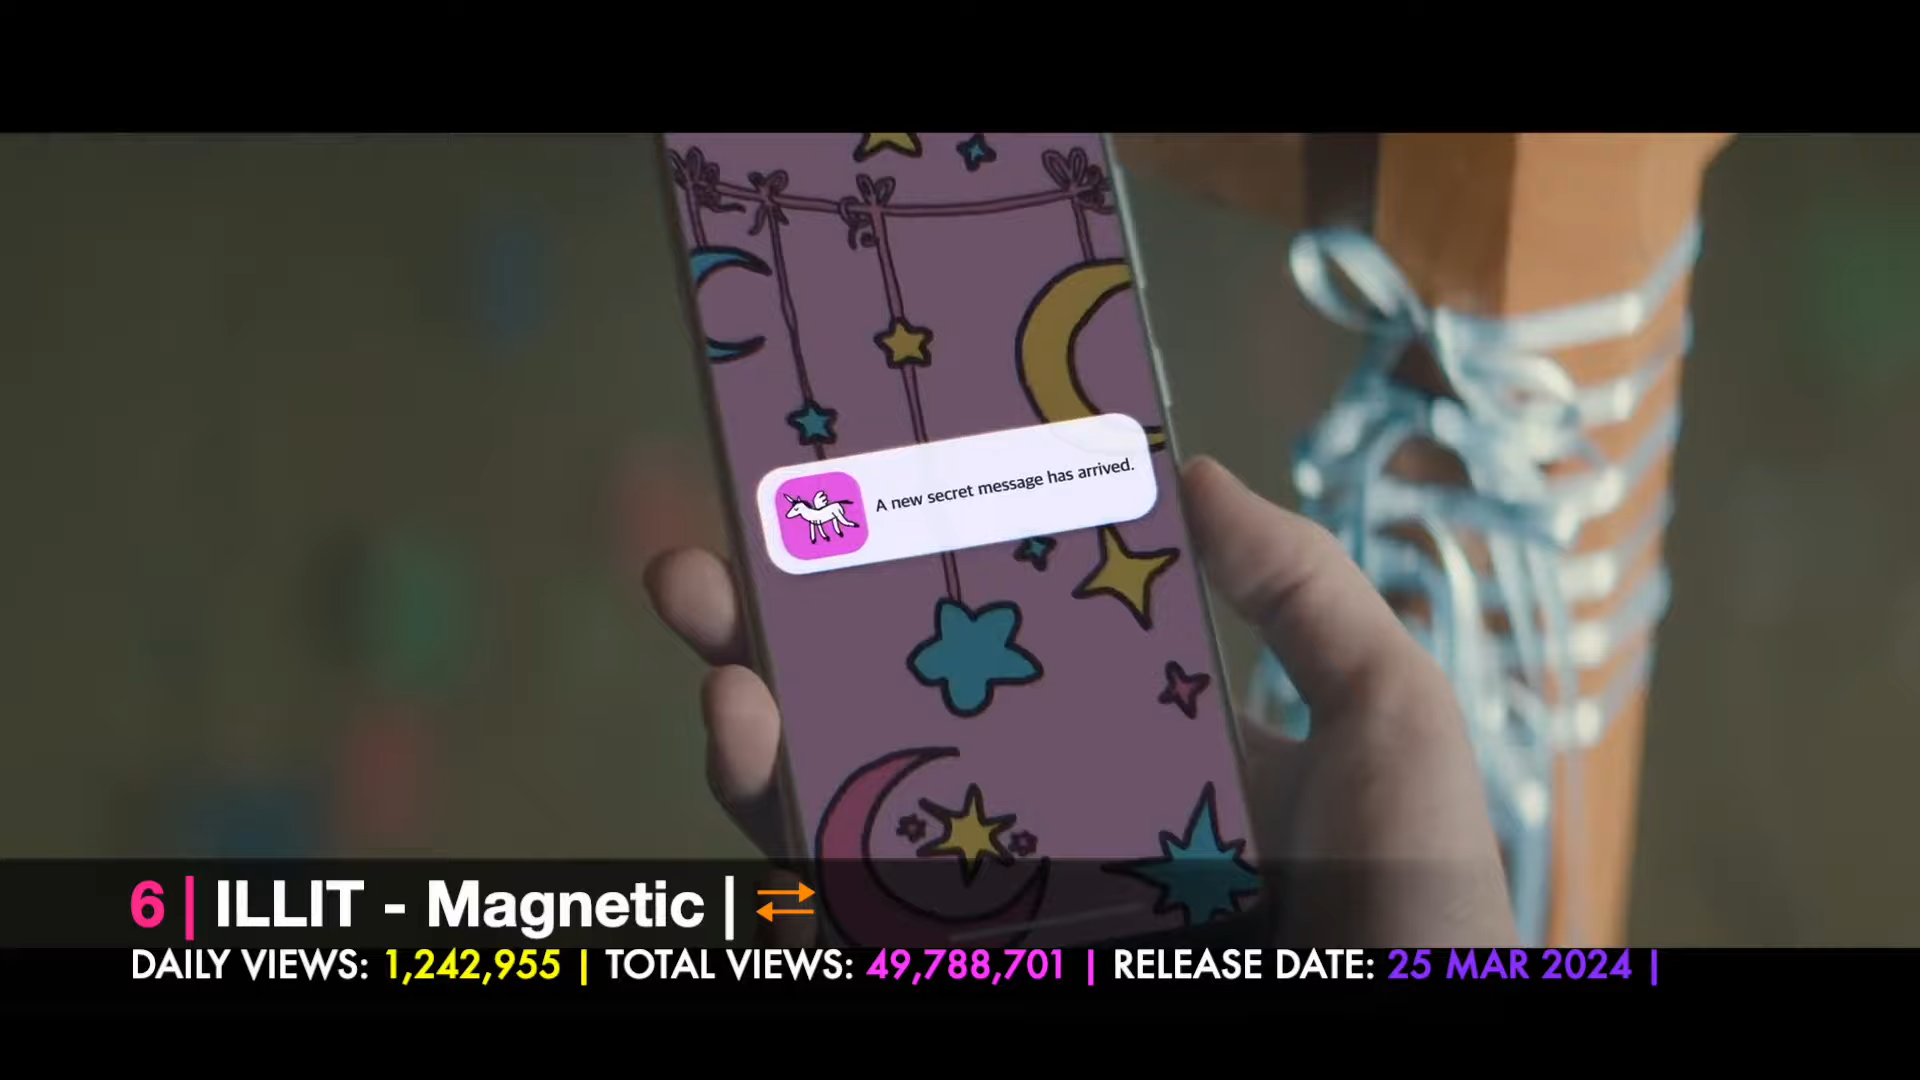 A new secret message has arrived.
6 | ILLIT - Magnetic |
DAILY VIEWS: 1,242,955 | TOTAL VIEWS: 49,788,701 | RELEASE DATE: 25 MAR 2024 |